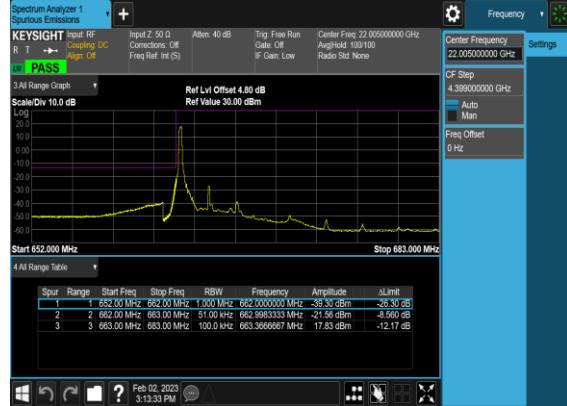 Spectrum Analyzer 1
Spurious Emissions
+
Frequency
KEYSIGHT
R T
LW PASS
Input: RF
Coupling: DC
Align: Off
Input Z: 50 Ω
Corrections: Off
Freq Ref: Int (S)
Atten: 40 dB
Trig: Free Run
Gate: Off
IF Gain: Low
Center Freq: 22.005000000 GHz
Avg|Hold: 100/100
Radio Std: None
Center Frequency
22.005000000 GHz
Settings
CF Step
4.399000000 GHz
Auto
Man
Freq Offset
0 Hz
3 All Range Graph
Scale/Div 10.0 dB
Ref Lvl Offset 4.80 dB
Ref Value 30.00 dBm
Log
20.0
10.0
0.00
-10.0
-20.0
-30.0
-40.0
-50.0
-60.0
Start 652.000 MHz
Stop 683.000 MHz
4 All Range Table
Spur Range Start Freq Stop Freq RBW Frequency Amplitude ΔLimit
1 1 652.00 MHz 662.00 MHz 1.000 MHz 662.0000000 MHz -39.30 dBm -26.30 dB
2 2 662.00 MHz 663.00 MHz 51.00 kHz 662.9983333 MHz -21.56 dBm -8.560 dB
3 3 663.00 MHz 683.00 MHz 100.0 kHz 663.3666667 MHz 17.83 dBm -12.17 dB
?
Feb 02, 2023
3:13:33 PM